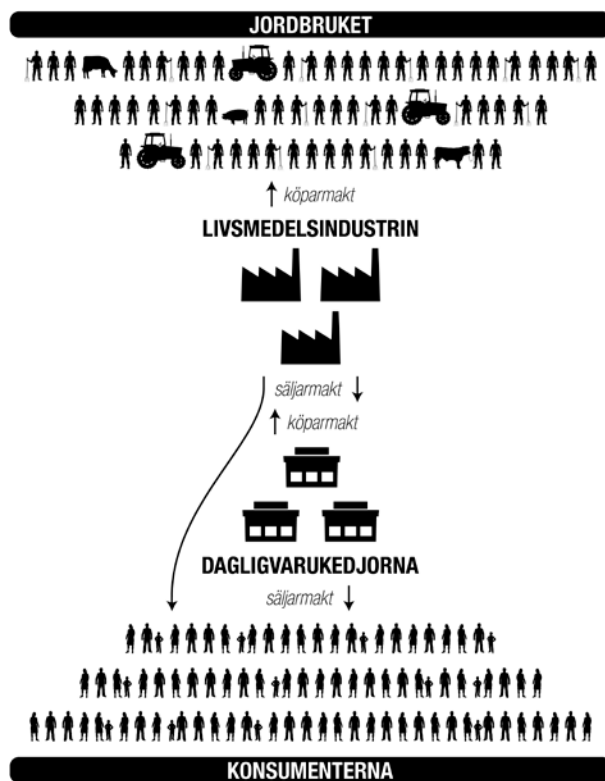 JORDBRUKET
köparmakt
LIVSMEDELSINDUSTRIN
säljarmakt
köparmakt
DAGLIGVARUKEDJORNA
säljarmakt
KONSUMENTERNA